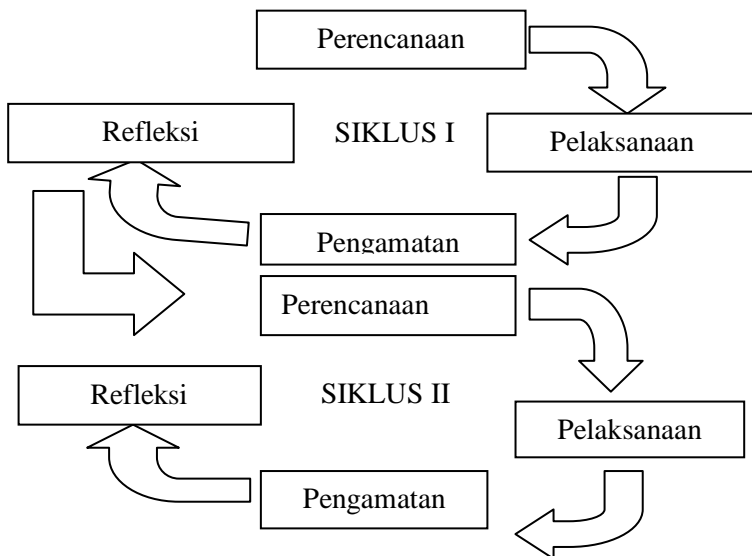 Perencanaan
Refleksi
SIKLUS I
Pelaksanaan
Pengamatan
Perencanaan
Refleksi
SIKLUS II
Pelaksanaan
Pengamatan